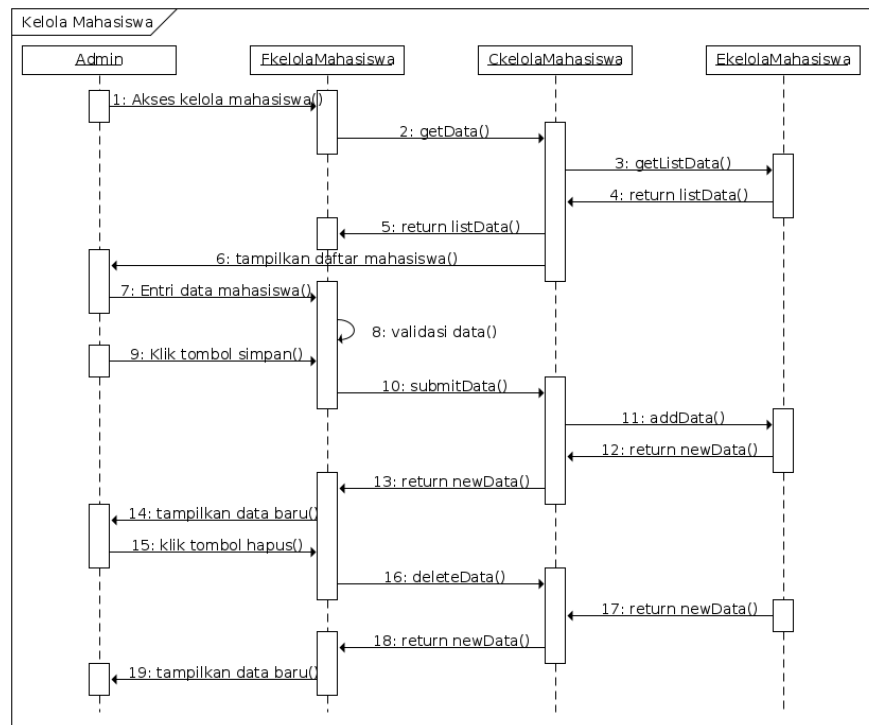 Kelola Mahasiswa
Admin
FkelolaMahasiswa
CkelolaMahasiswa
EkelolaMahasiswa
1: Akses kelola mahasiswa()
2: getData()
3: getListData()
4: return listData()
5: return listData()
6: tampilkan daftar mahasiswa()
7: Entri data mahasiswa()
8: validasi data()
9: Klik tombol simpan()
10: submitData()
11: addData()
12: return newData()
13: return newData()
14: tampilkan data baru()
15: klik tombol hapus()
16: deleteData()
17: return newData()
18: return newData()
19: tampilkan data baru()